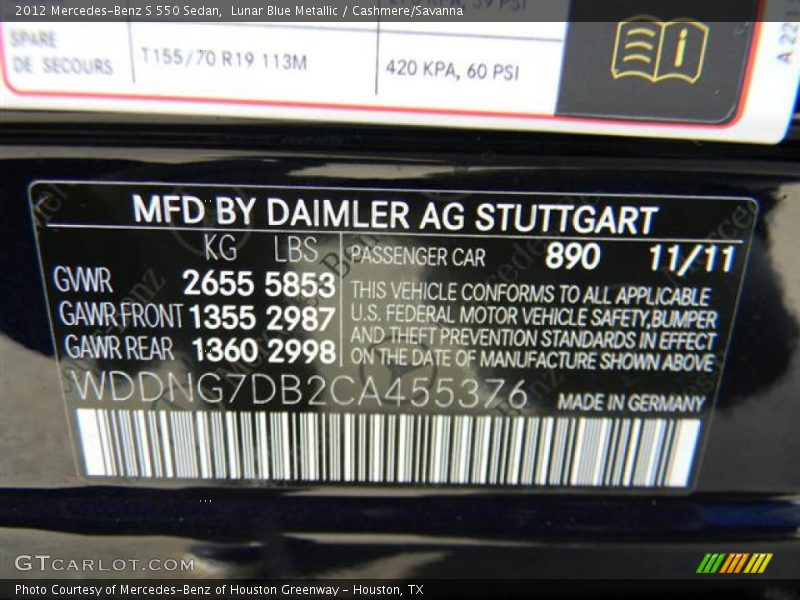 2012 Mercedes-Benz S 550 Sedan,  Lunar Blue Metallic / Cashmere/Savanna
SPARE
DE SECOURS
T155/70 R19 113M
420 KPA, 60 PSI
MFD BY DAIMLER AG STUTTGART
KG LBS
PASSENGER CAR 890 11/11
GVWR 2655 5853
GAWR FRONT 1355 2987
GAWR REAR 1360 2998
THIS VEHICLE CONFORMS TO ALL APPLICABLE
U.S. FEDERAL MOTOR VEHICLE SAFETY,BUMPER
AND THEFT PREVENTION STANDARDS IN EFFECT
ON THE DATE OF MANUFACTURE SHOWN ABOVE
WDDNG7DB2CA455376
MADE IN GERMANY
GTCARLOT.COM
Photo Courtesy of Mercedes-Benz of Houston Greenway - Houston, TX